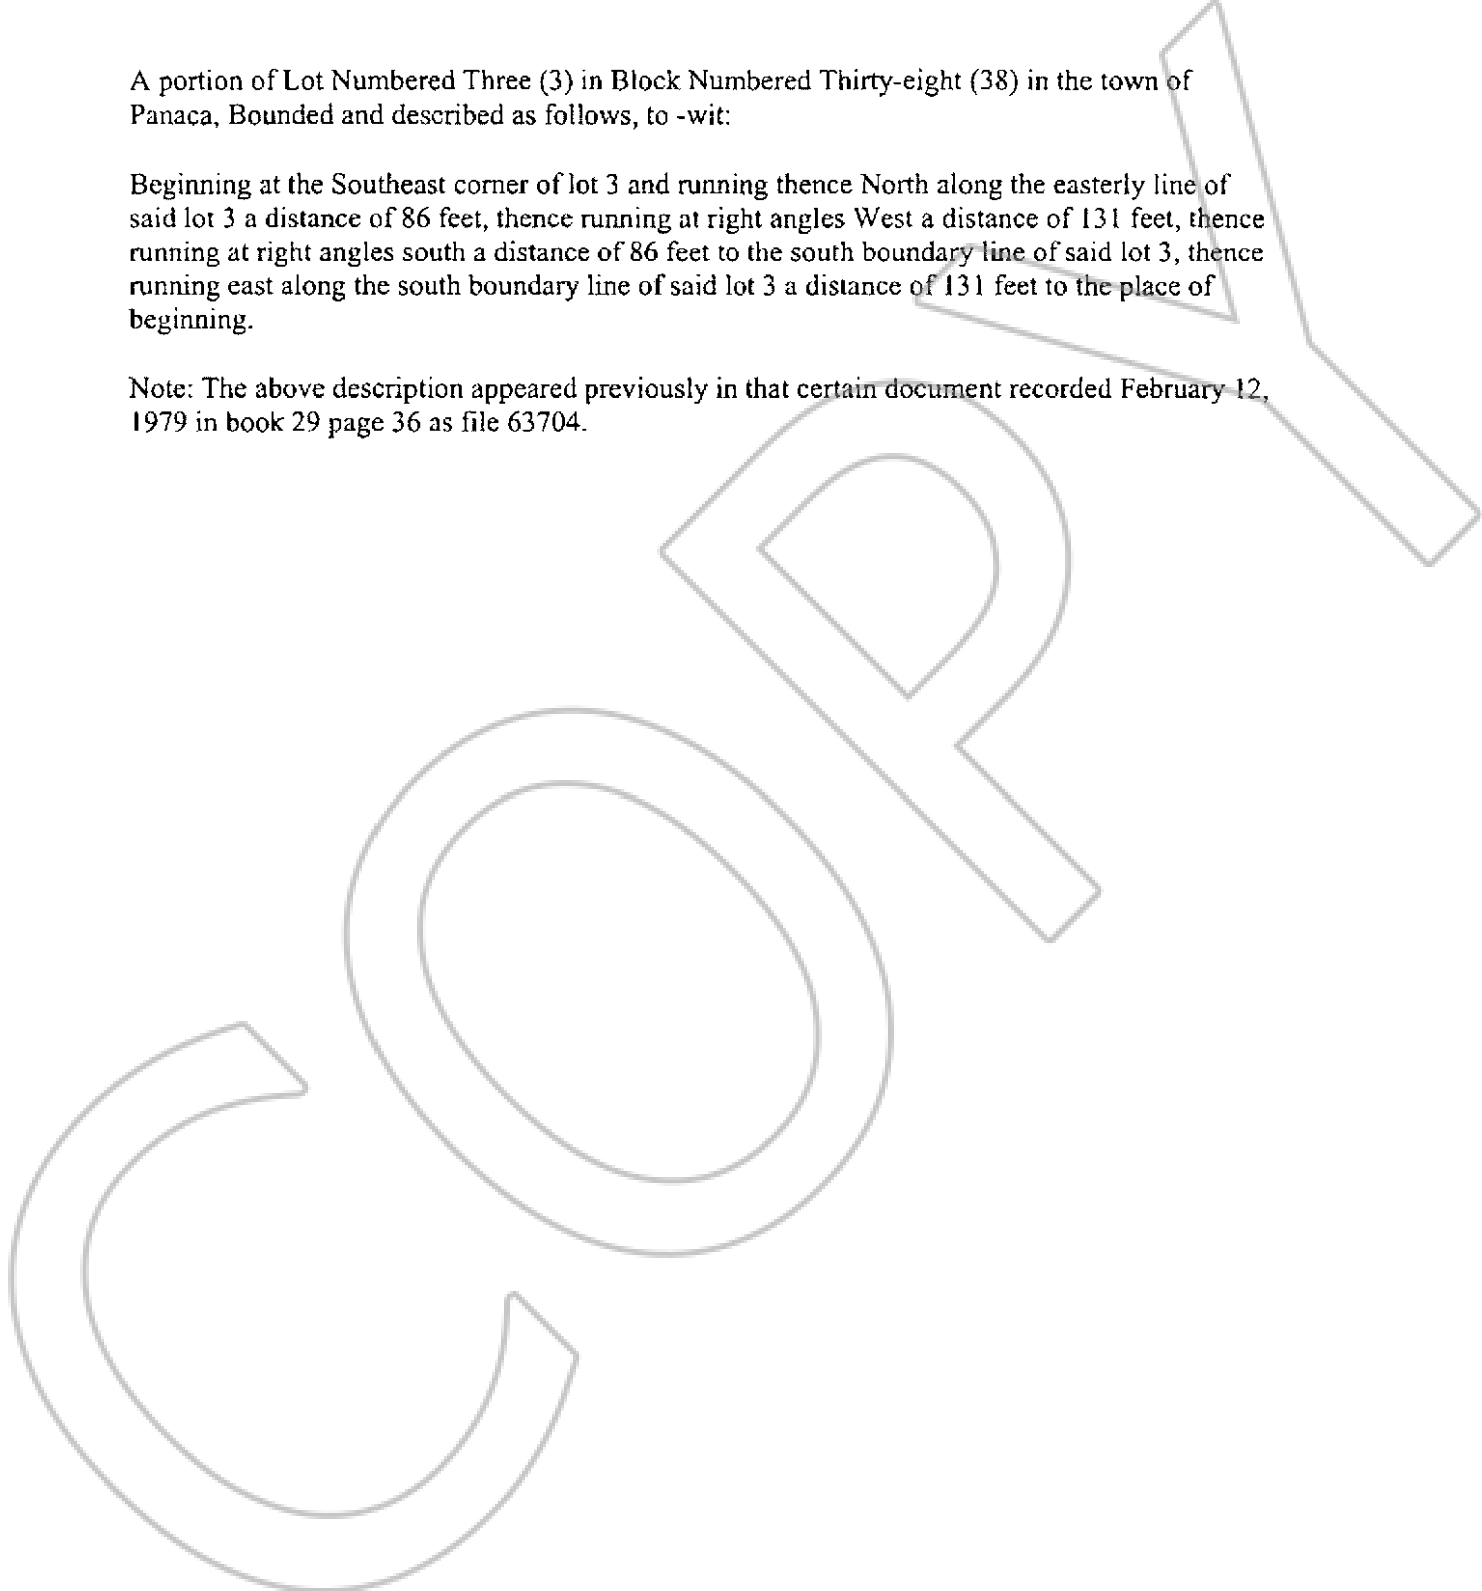 A portion of Lot Numbered Three (3) in Block Numbered Thirty-eight (38) in the town of
Panaca, Bounded and described as follows, to -wit:
Beginning at the Southeast corner of lot 3 and running thence North along the easterly line of
said lot 3 a distance of 86 feet, thence running at right angles West a distance of 131 feet, thence
running at right angles south a distance of 86 feet to the south boundary line of said lot 3, thence
running east along the south boundary line of said lot 3 a distance of 131 feet to the place of
beginning.
Note: The above description appeared previously in that certain document recorded February 12,
1979 in book 29 page 36 as file 63704.
COPY